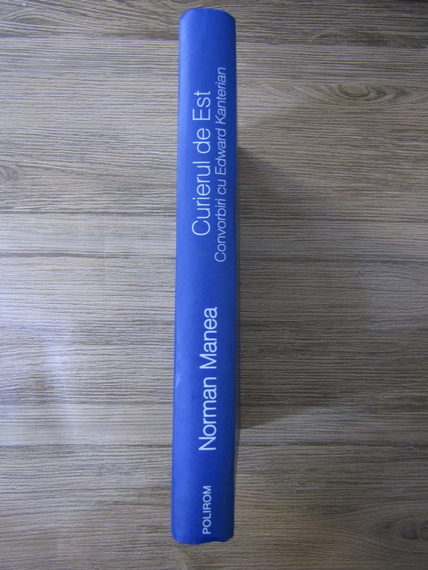 POLIROM
Norman Manea
Curierul de Est
Convorbiri cu Edward Kanterian